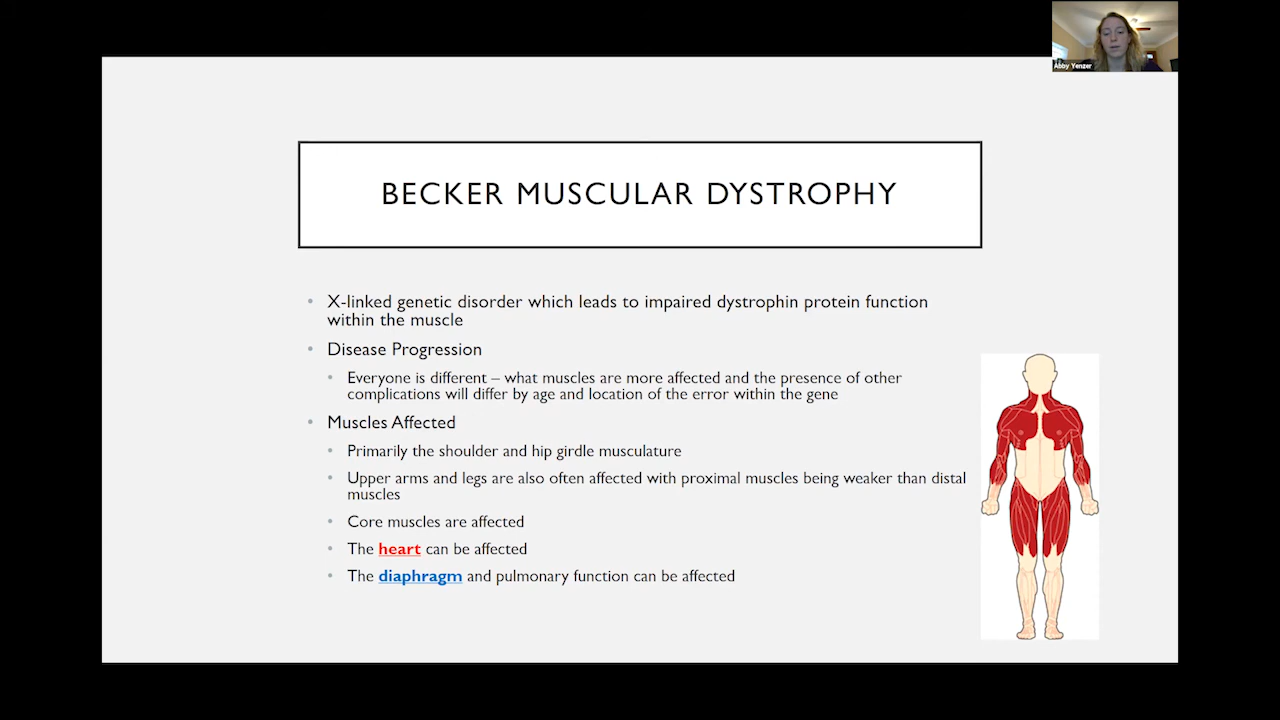 Abby Yenzer
BECKER MUSCULAR DYSTROPHY
• X-linked genetic disorder which leads to impaired dystrophin protein function
within the muscle
• Disease Progression
• Everyone is different – what muscles are more affected and the presence of other
complications will differ by age and location of the error within the gene
• Muscles Affected
• Primarily the shoulder and hip girdle musculature
• Upper arms and legs are also often affected with proximal muscles being weaker than distal
muscles
• Core muscles are affected
• The heart can be affected
• The diaphragm and pulmonary function can be affected